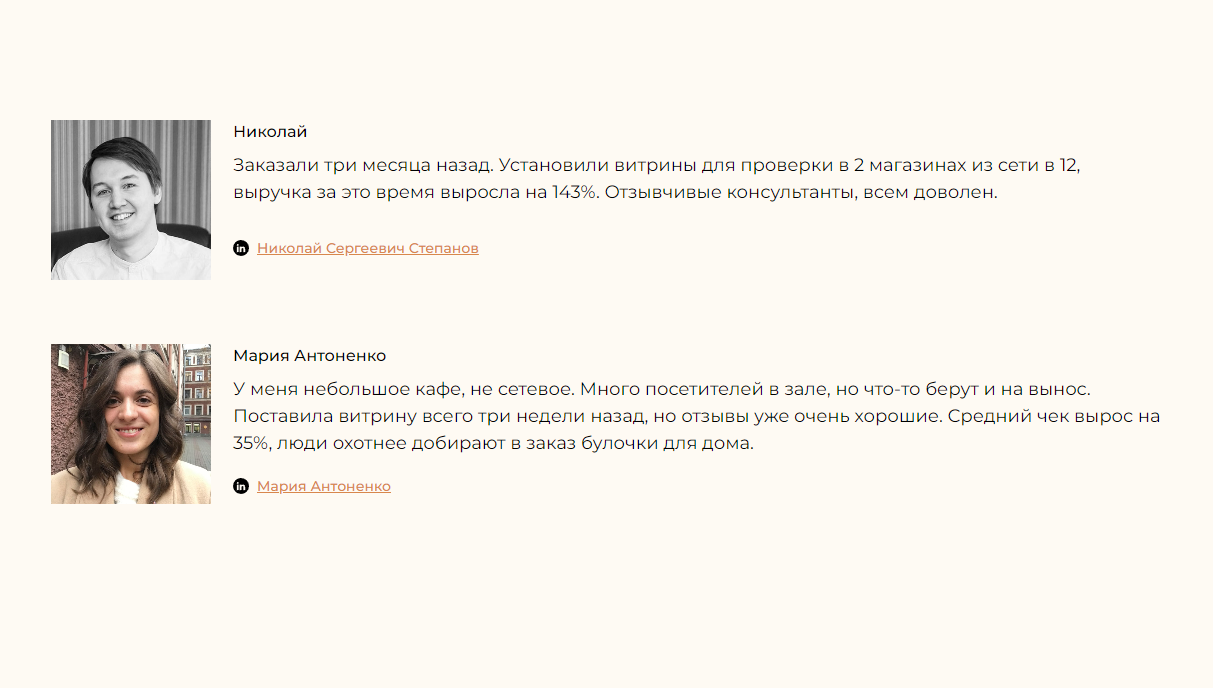 Николай
Заказали три месяца назад. Установили витрины для проверки в 2 магазинах из сети в 12,
выручка за это время выросла на 143%. Отзывчивые консультанты, всем доволен.
in Николай Сергеевич Степанов
Мария Антоненко
У меня небольшое кафе, не сетевое. Много посетителей в зале, но что-то берут и на вынос.
Поставила витрину всего три недели назад, но отзывы уже очень хорошие. Средний чек вырос на
35%, люди охотнее добирают в заказ булочки для дома.
in Мария Антоненко